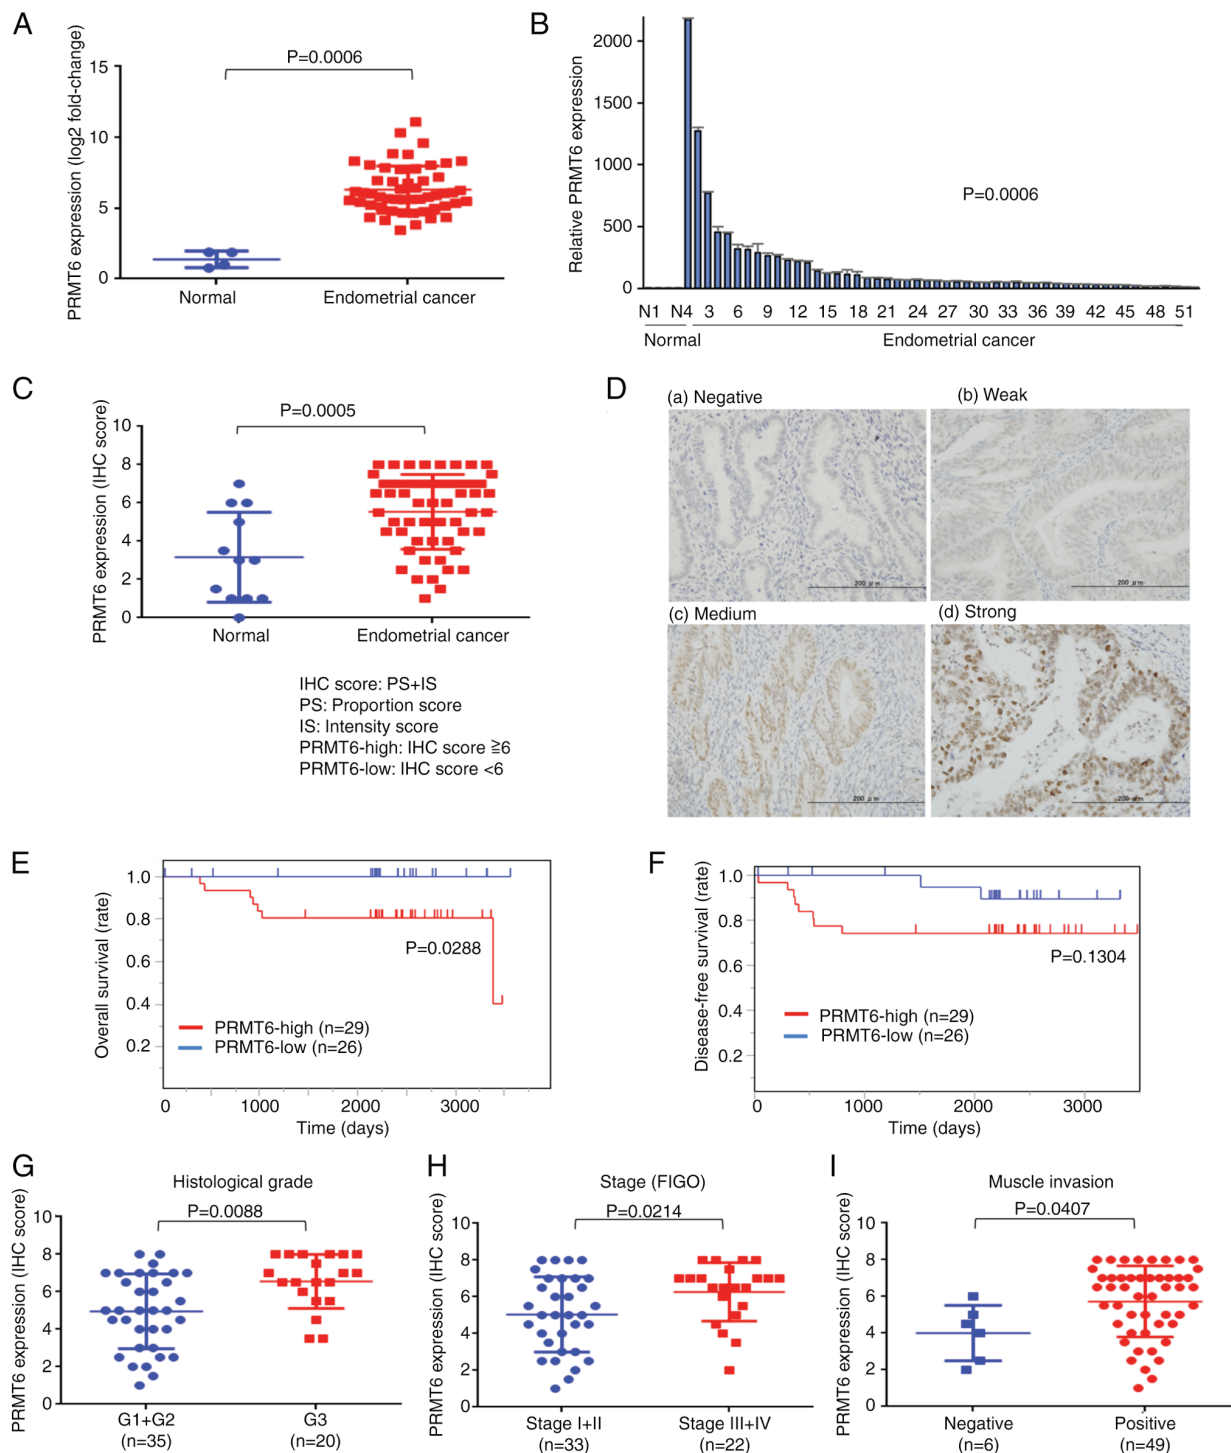 A
PRMT6 expression (log2 fold-change)
15
10
5
0
P=0.0006
Normal
Endometrial cancer
B
Relative PRMT6 expression
2000
1500
1000
500
0
P=0.0006
N1 N4 3 6 9 12 15 18 21 24 27 30 33 36 39 42 45 48 51
Normal
Endometrial cancer
C
PRMT6 expression (IHC score)
10
8
6
4
2
0
P=0.0005
Normal
Endometrial cancer
IHC score: PS+IS
PS: Proportion score
IS: Intensity score
PRMT6-high: IHC score ≧6
PRMT6-low: IHC score <6
D
(a) Negative
200 μm
(b) Weak
200 μm
(c) Medium
200 μm
(d) Strong
200 μm
E
Overall survival (rate)
1.0
0.8
0.6
0.4
0.2
P=0.0288
PRMT6-high (n=29)
PRMT6-low (n=26)
0 1000 2000 3000
Time (days)
F
Disease-free survival (rate)
1.0
0.8
0.6
0.4
0.2
P=0.1304
PRMT6-high (n=29)
PRMT6-low (n=26)
0 1000 2000 3000
Time (days)
G
Histological grade
PRMT6 expression (IHC score)
10
8
6
4
2
0
P=0.0088
G1+G2
(n=35)
G3
(n=20)
H
Stage (FIGO)
PRMT6 expression (IHC score)
10
8
6
4
2
0
P=0.0214
Stage I+II
(n=33)
Stage III+IV
(n=22)
I
Muscle invasion
PRMT6 expression (IHC score)
10
8
6
4
2
0
P=0.0407
Negative
(n=6)
Positive
(n=49)